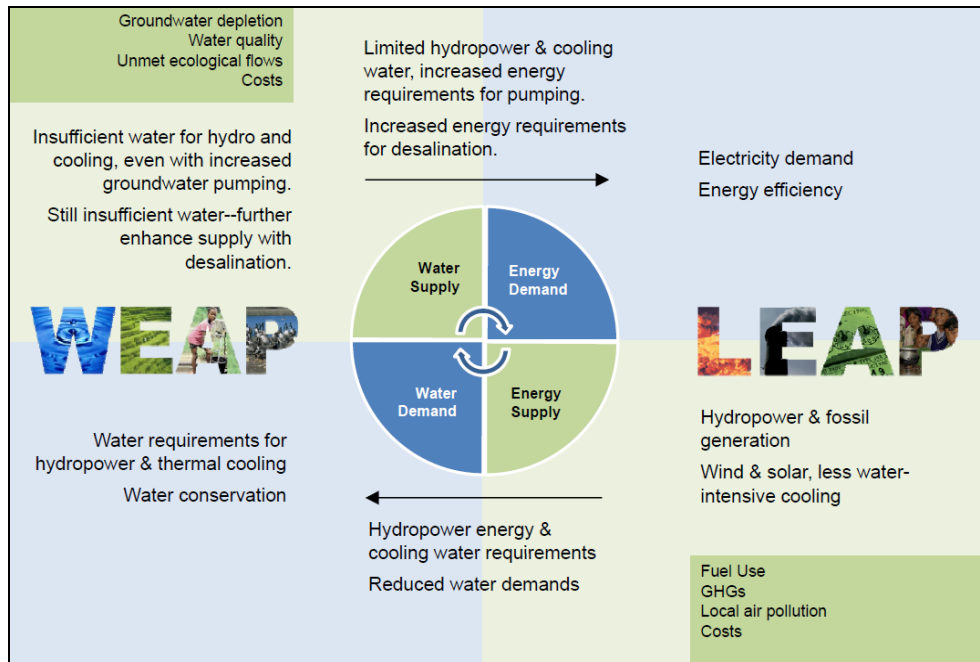 Groundwater depletion
Water quality
Unmet ecological flows
Costs
Limited hydropower & cooling
water, increased energy
requirements for pumping.
Increased energy requirements
for desalination.
Insufficient water for hydro and
cooling, even with increased
groundwater pumping.
Still insufficient water--further
enhance supply with
desalination.
Electricity demand
Energy efficiency
Water
Supply
Energy
Demand
WEAP
LEAP
Water
Demand
Energy
Supply
Water requirements for
hydropower & thermal cooling
Water conservation
Hydropower & fossil
generation
Wind & solar, less water-
intensive cooling
Hydropower energy &
cooling water requirements
Reduced water demands
Fuel Use
GHGs
Local air pollution
Costs